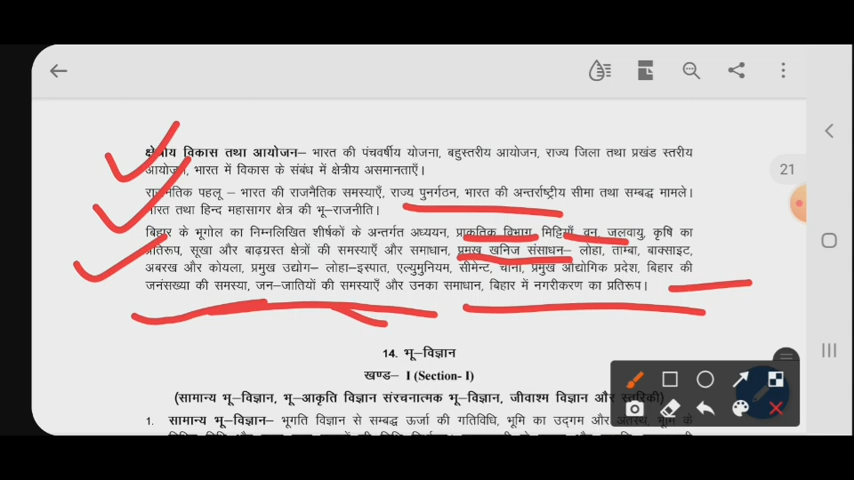 21
क्षेत्रीय विकास तथा आयोजन– भारत की पंचवर्षीय योजना, बहुस्तरीय आयोजन, राज्य जिला तथा प्रखंड स्तरीय
आयोजन, भारत में विकास के संबंध में क्षेत्रीय असमानताएँ।
राजनैतिक पहलू – भारत की राजनैतिक समस्याएँ, राज्य पुनर्गठन, भारत की अन्तर्राष्ट्रीय सीमा तथा सम्बद्ध मामले।
भारत तथा हिन्द महासागर क्षेत्र की भू-राजनीति।
बिहार के भूगोल का निम्नलिखित शीर्षकों के अन्तर्गत अध्ययन, प्राकृतिक विभाग, मिट्टियाँ, वन, जलवायु, कृषि का
प्रतिरूप, सूखा और बाढ़ग्रस्त क्षेत्रों की समस्याएँ और समाधान, प्रमुख खनिज संसाधन– लोहा, ताम्बा, बाक्साइट,
अबरख और कोयला, प्रमुख उद्योग– लोहा-इस्पात, एल्युमुनियम, सीमेन्ट, चीनी, प्रमुख औद्योगिक प्रदेश, बिहार की
जनंसख्या की समस्या, जन-जातियों की समस्याएँ और उनका समाधान, बिहार में नगरीकरण का प्रतिरूप।
14. भू-विज्ञान
खण्ड– I (Section- I)
(सामान्य भू-विज्ञान, भू-आकृति विज्ञान संरचनात्मक भू-विज्ञान, जीवाश्म विज्ञान और स्तरिकी)
1. सामान्य भू-विज्ञान– भूगति विज्ञान से सम्बद्ध ऊर्जा की गतिविधि, भूमि का उद्गम और अंतस्थ, भूमि के